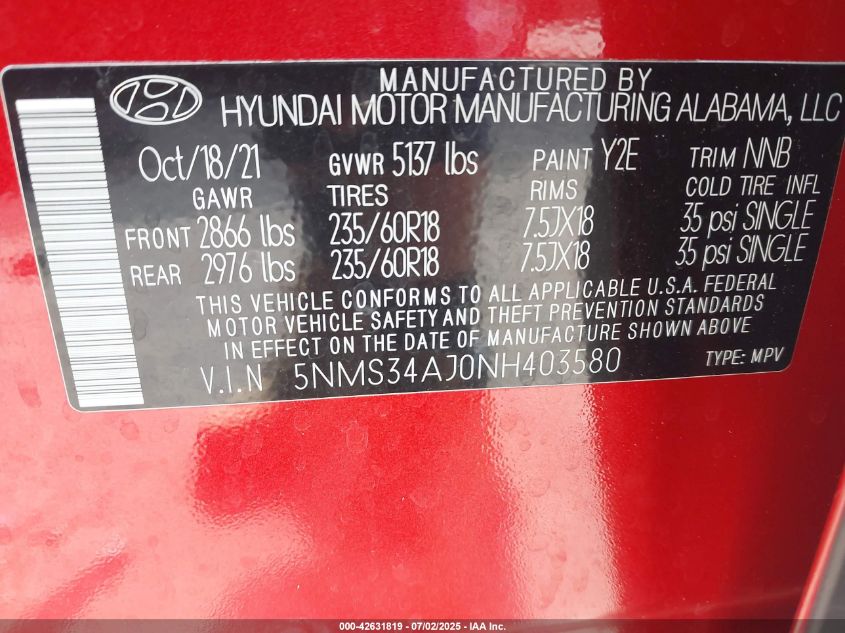 MANUFACTURED BY
HYUNDAI MOTOR MANUFACTURING ALABAMA, LLC
Oct/18/21 GVWR 5137 lbs PAINT Y2E TRIM NNB
GAWR TIRES RIMS COLD TIRE INFL
FRONT 2866 lbs 235/60R18 7.5JX18 35 psi SINGLE
REAR 2976 lbs 235/60R18 7.5JX18 35 psi SINGLE
THIS VEHICLE CONFORMS TO ALL APPLICABLE U.S.A. FEDERAL
MOTOR VEHICLE SAFETY AND THEFT PREVENTION STANDARDS
IN EFFECT ON THE DATE OF MANUFACTURE SHOWN ABOVE
V.I.N 5NMS34AJ0NH403580 TYPE: MPV
000-42631819 - 07/02/2025 - IAA Inc.